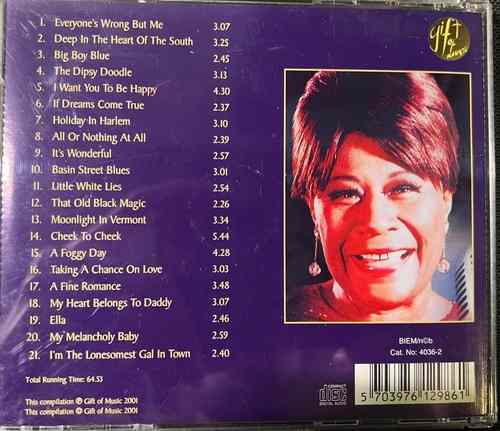 gift
of
1. Everyone's Wrong But Me 3.07
2. Deep In The Heart Of The South 3.25
3. Big Boy Blue 2.45
4. The Dipsy Doodle 3.13
5. I Want You To Be Happy 4.30
6. If Dreams Come True 2.37
7. Holiday In Harlem 3.10
8. All Or Nothing At All 2.39
9. It's Wonderful 2.57
10. Basin Street Blues 3.01
11. Little White Lies 2.54
12. That Old Black Magic 2.26
13. Moonlight In Vermont 3.34
14. Cheek To Cheek 5.44
15. A Foggy Day 4.28
16. Taking A Chance On Love 3.03
17. A Fine Romance 3.48
18. My Heart Belongs To Daddy 3.07
19. Ella 2.46
20. My Melancholy Baby 2.59
21. I'm The Lonesomest Gal In Town 2.40
Total Running Time: 64.53
This compilation ℗ Gift of Music 2001
This compilation © Gift of Music 2001
BIEM/n©b
Cat. No: 4036-2
COMPACT
disc
DIGITAL AUDIO
5 703976 129861